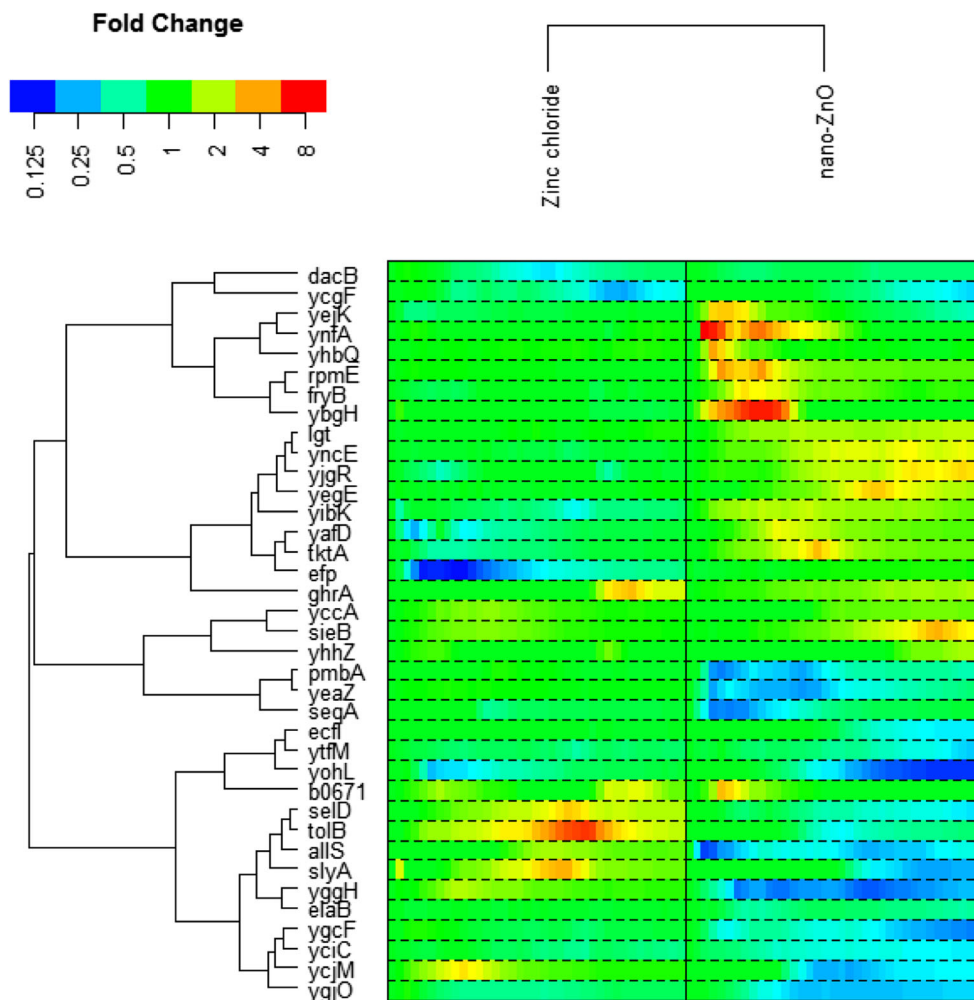 Fold Change
0.125
0.25
0.5
1
2
4
8
Zinc chloride
nano-ZnO
dacB
ycgF
yejK
ynfA
yhbQ
rpmE
fryB
ybgH
lgt
yncE
yjgR
yegE
yibK
yafD
tktA
efp
ghrA
yccA
sieB
yhhZ
pmbA
yeaZ
seqA
ecfI
ytfM
yohL
b0671
selD
tolB
allS
slyA
yggH
elaB
ygcF
yciC
ycjM